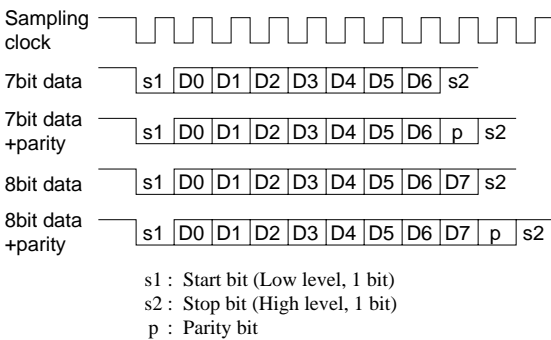 Sampling
clock
7bit data s1 D0 D1 D2 D3 D4 D5 D6 s2
7bit data
+parity s1 D0 D1 D2 D3 D4 D5 D6 p s2
8bit data s1 D0 D1 D2 D3 D4 D5 D6 D7 s2
8bit data
+parity s1 D0 D1 D2 D3 D4 D5 D6 D7 p s2
s1 : Start bit (Low level, 1 bit)
s2 : Stop bit (High level, 1 bit)
p : Parity bit